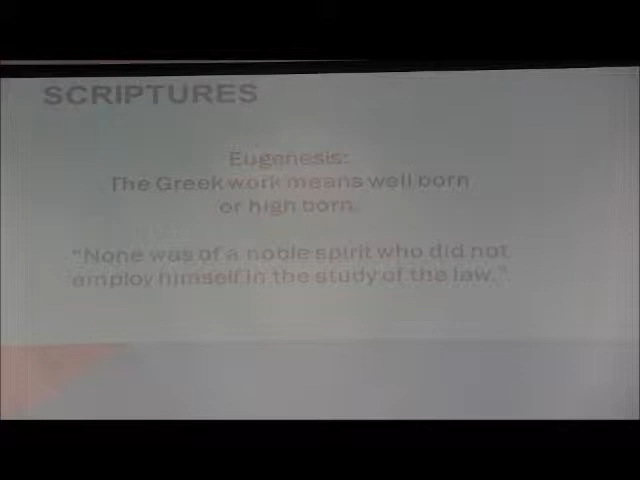 SCRIPTURES
Eugenesis:
The Greek work means well born
or high born.
"None was of a noble spirit who did not
employ himself in the study of the law."